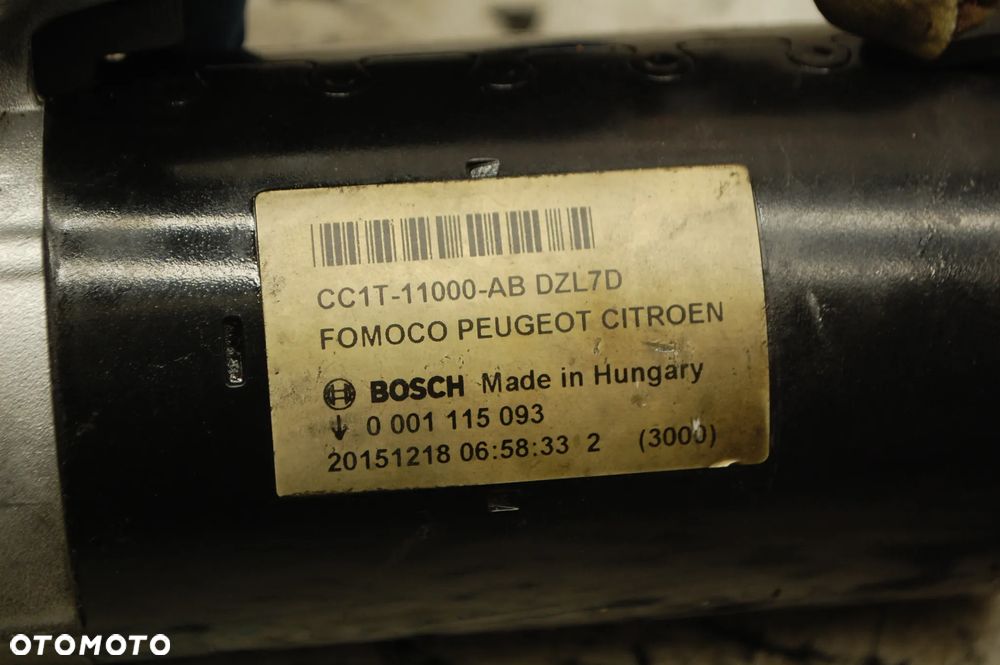 CC1T-11000-AB DZL7D
FOMOCO PEUGEOT CITROEN
BOSCH Made in Hungary
0 001 115 093
20151218 06:58:33 2 (3000)
OTOMOTO